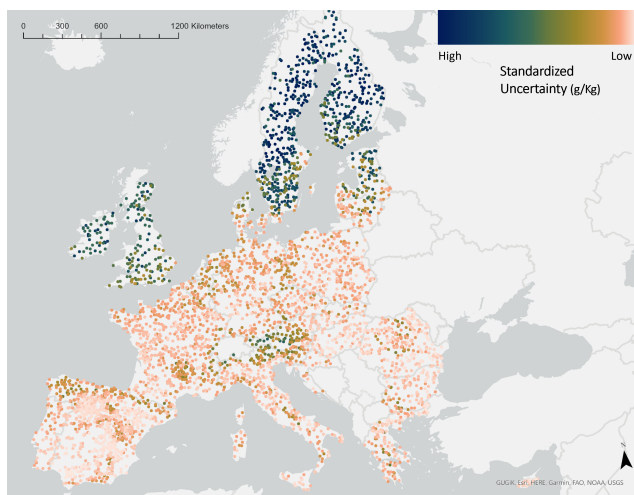 0 300 600 1200 Kilometers
High Low
Standardized
Uncertainty (g/Kg)
N
GUGIK, Esri, HERE, Garmin, FAO, NOAA, USGS